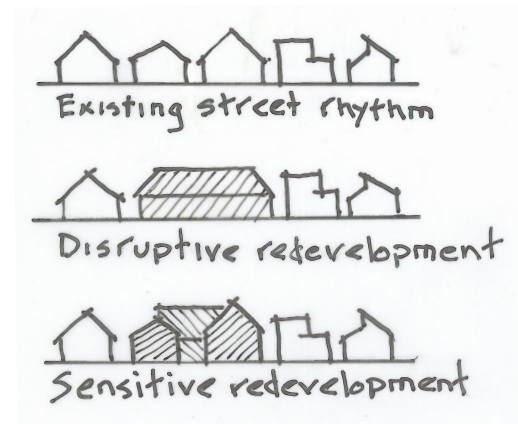 Existing street rhythm
Disruptive redevelopment
Sensitive redevelopment